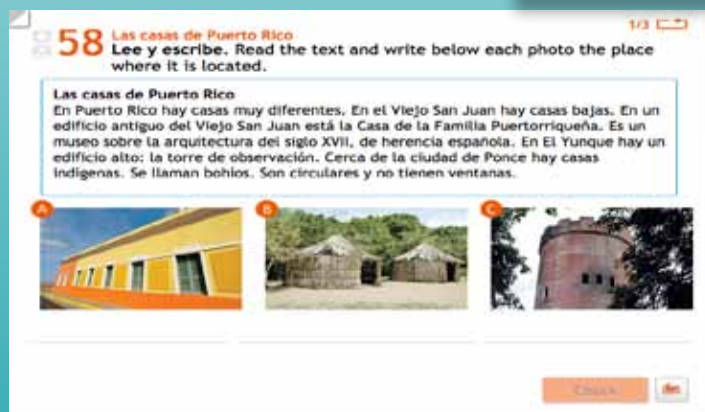 1/3
58 Las casas de Puerto Rico
Lee y escribe. Read the text and write below each photo the place
where it is located.
Las casas de Puerto Rico
En Puerto Rico hay casas muy diferentes. En el Viejo San Juan hay casas bajas. En un
edificio antiguo del Viejo San Juan está la Casa de la Familia Puertorriqueña. Es un
museo sobre la arquitectura del siglo XVII, de herencia española. En El Yunque hay un
edificio alto: la torre de observación. Cerca de la ciudad de Ponce hay casas
indígenas. Se llaman bohíos. Son circulares y no tienen ventanas.
A
B
C
Check